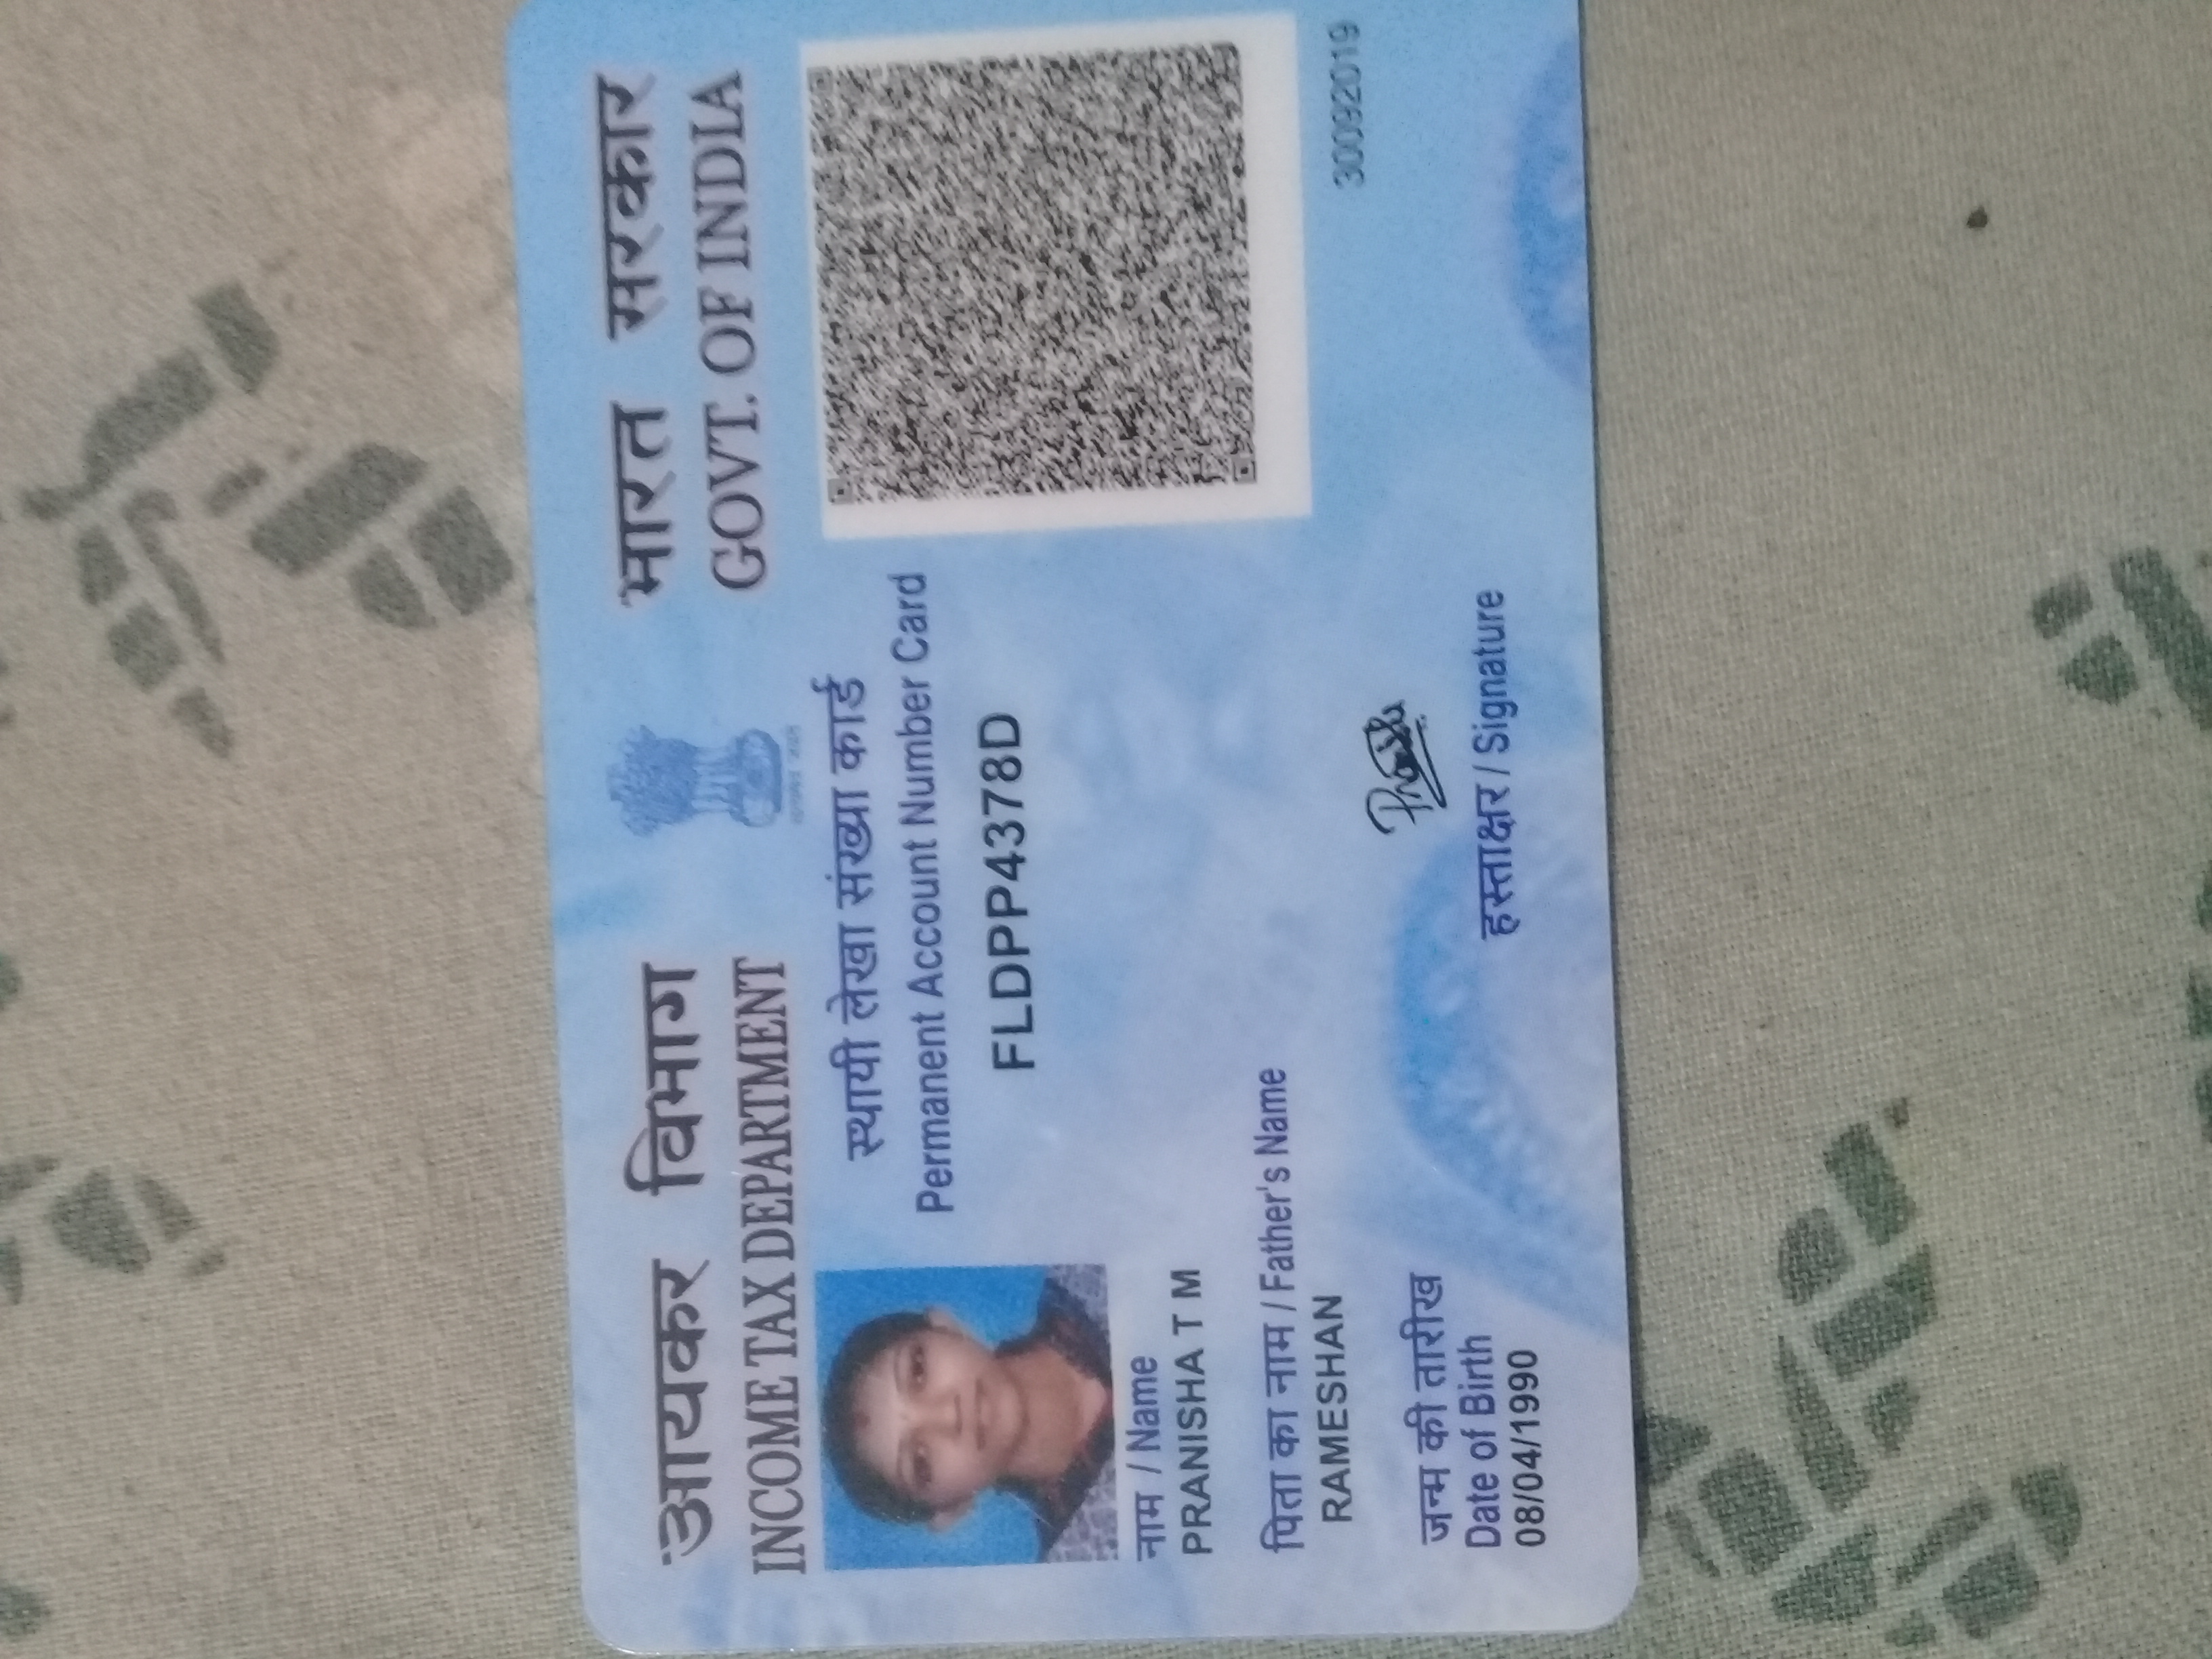 आयकर विभाग
INCOME TAX DEPARTMENT
भारत सरकार
GOVT. OF INDIA
सत्यमेव जयते
स्थायी लेखा संख्या कार्ड
Permanent Account Number Card
FLDPP4378D
नाम / Name
PRANISHA T M
पिता का नाम / Father's Name
RAMESHAN
30092019
जन्म की तारीख
Date of Birth
08/04/1990
हस्ताक्षर / Signature